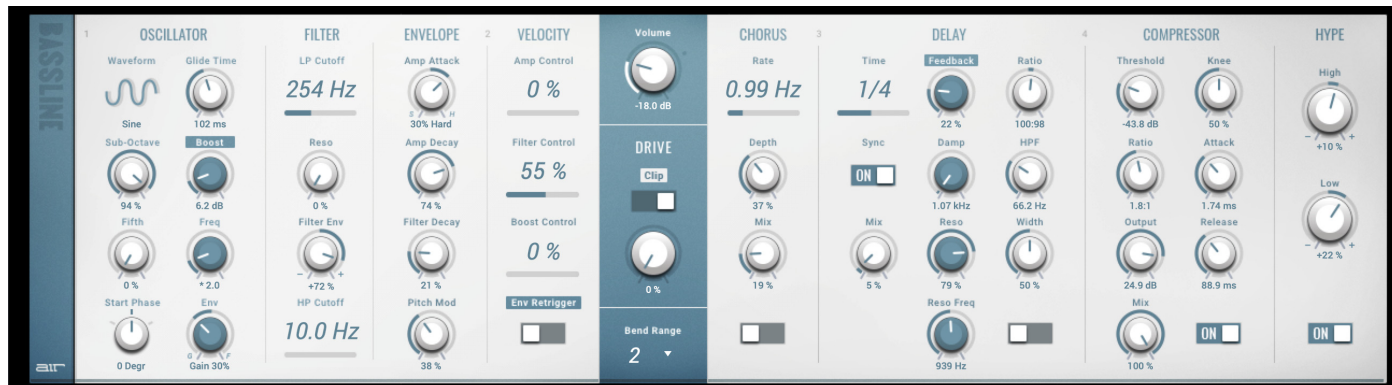 BASSLINE
1 OSCILLATOR FILTER ENVELOPE 2 VELOCITY Volume CHORUS 3 DELAY 4 COMPRESSOR HYPE
Waveform Glide Time LP Cutoff Amp Attack Amp Control Rate Time Feedback Ratio Threshold Knee
High
254 Hz 0 % 0.99 Hz 1/4
-18.0 dB
S H
Sine 102 ms 30% Hard 22 % 100:98 -43.8 dB 50 %
Sub-Octave Boost Reso Amp Decay Filter Control DRIVE Depth Sync Damp HPF Ratio Attack
- + +10 %
55 % Clip ON
94 % 6.2 dB 0 % 74 % 37 % 1.07 kHz 66.2 Hz 1.8:1 1.74 ms
Low
Fifth Freq Filter Env Filter Decay Boost Control Mix Mix Reso Width Output Release
0 %
- + - +
0 % * 2.0 +72 % 21 % 0 % 19 % 5 % 79 % 50 % 24.9 dB 88.9 ms +22 %
Start Phase Env HP Cutoff Pitch Mod Env Retrigger Bend Range Reso Freq Mix
10.0 Hz 2 ON ON
G F
air 0 Degr Gain 30% 38 % 939 Hz 100 %